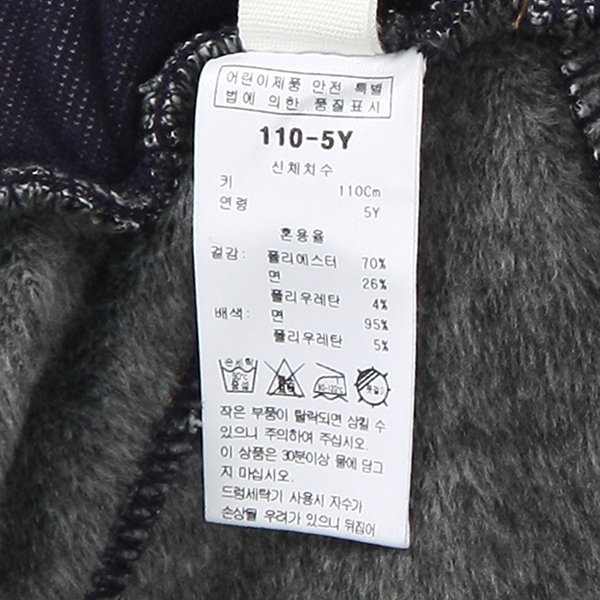 어린이제품 안전 특별
법에 의한 품질표시
110-5Y
신체치수
키 110Cm
연령 5Y
혼용율
겉감: 폴리에스터 70%
면 26%
폴리우레탄 4%
배색: 면 95%
폴리우레탄 5%
손세탁
30℃
중성
작은 부품이 탈락되면 삼킬 수
있으니 주의하여 주십시오.
이 상품은 30분이상 물에 담그
지 마십시오.
드럼세탁기 사용시 자수가
손상될 우려가 있으니 뒤집어